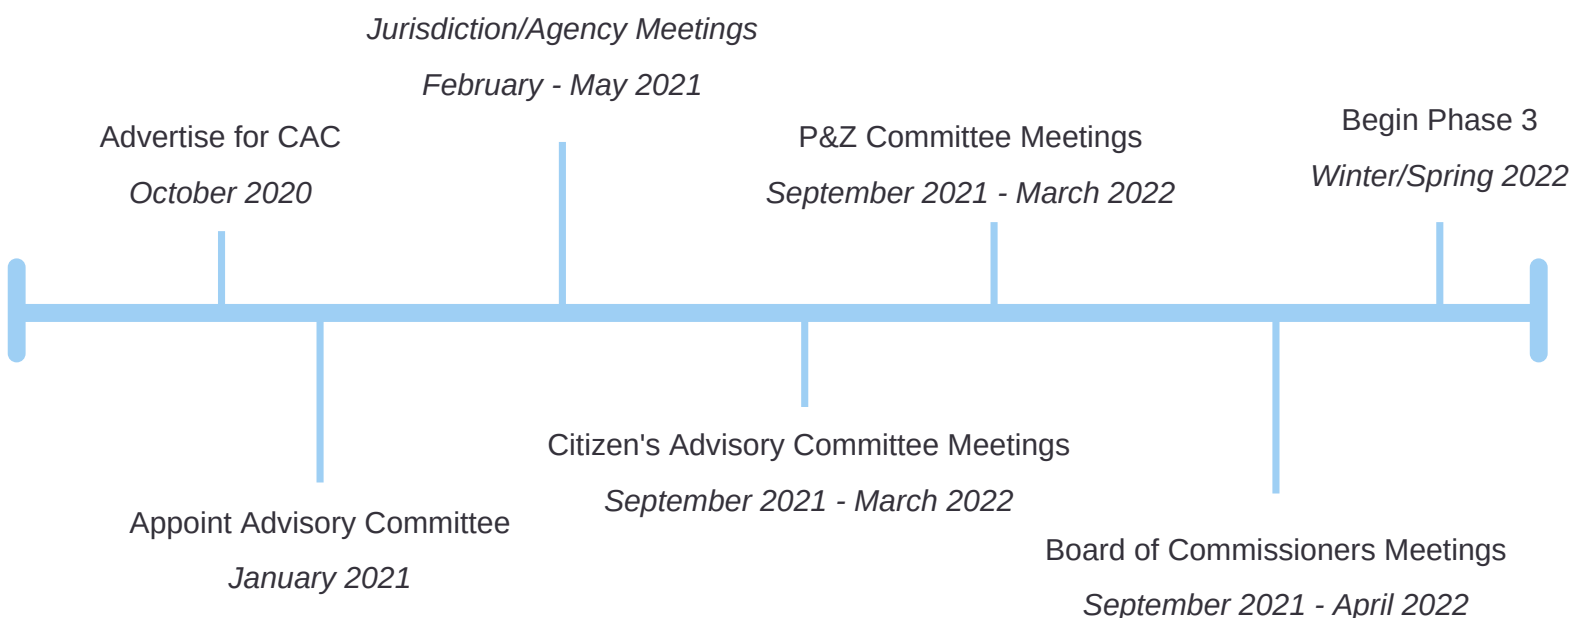 Jurisdiction/Agency Meetings
February - May 2021
Advertise for CAC
October 2020
P&Z Committee Meetings
September 2021 - March 2022
Begin Phase 3
Winter/Spring 2022
Citizen's Advisory Committee Meetings
September 2021 - March 2022
Appoint Advisory Committee
January 2021
Board of Commissioners Meetings
September 2021 - April 2022